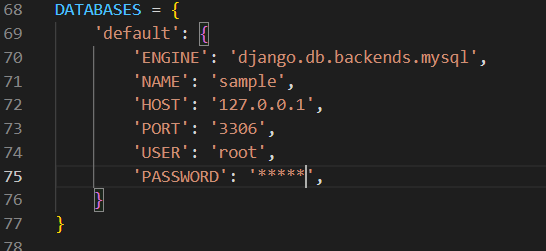 68 DATABASES = {
69 'default': {
70 'ENGINE': 'django.db.backends.mysql',
71 'NAME': 'sample',
72 'HOST': '127.0.0.1',
73 'PORT': '3306',
74 'USER': 'root',
75 'PASSWORD': '*****',
76 }
77 }
78